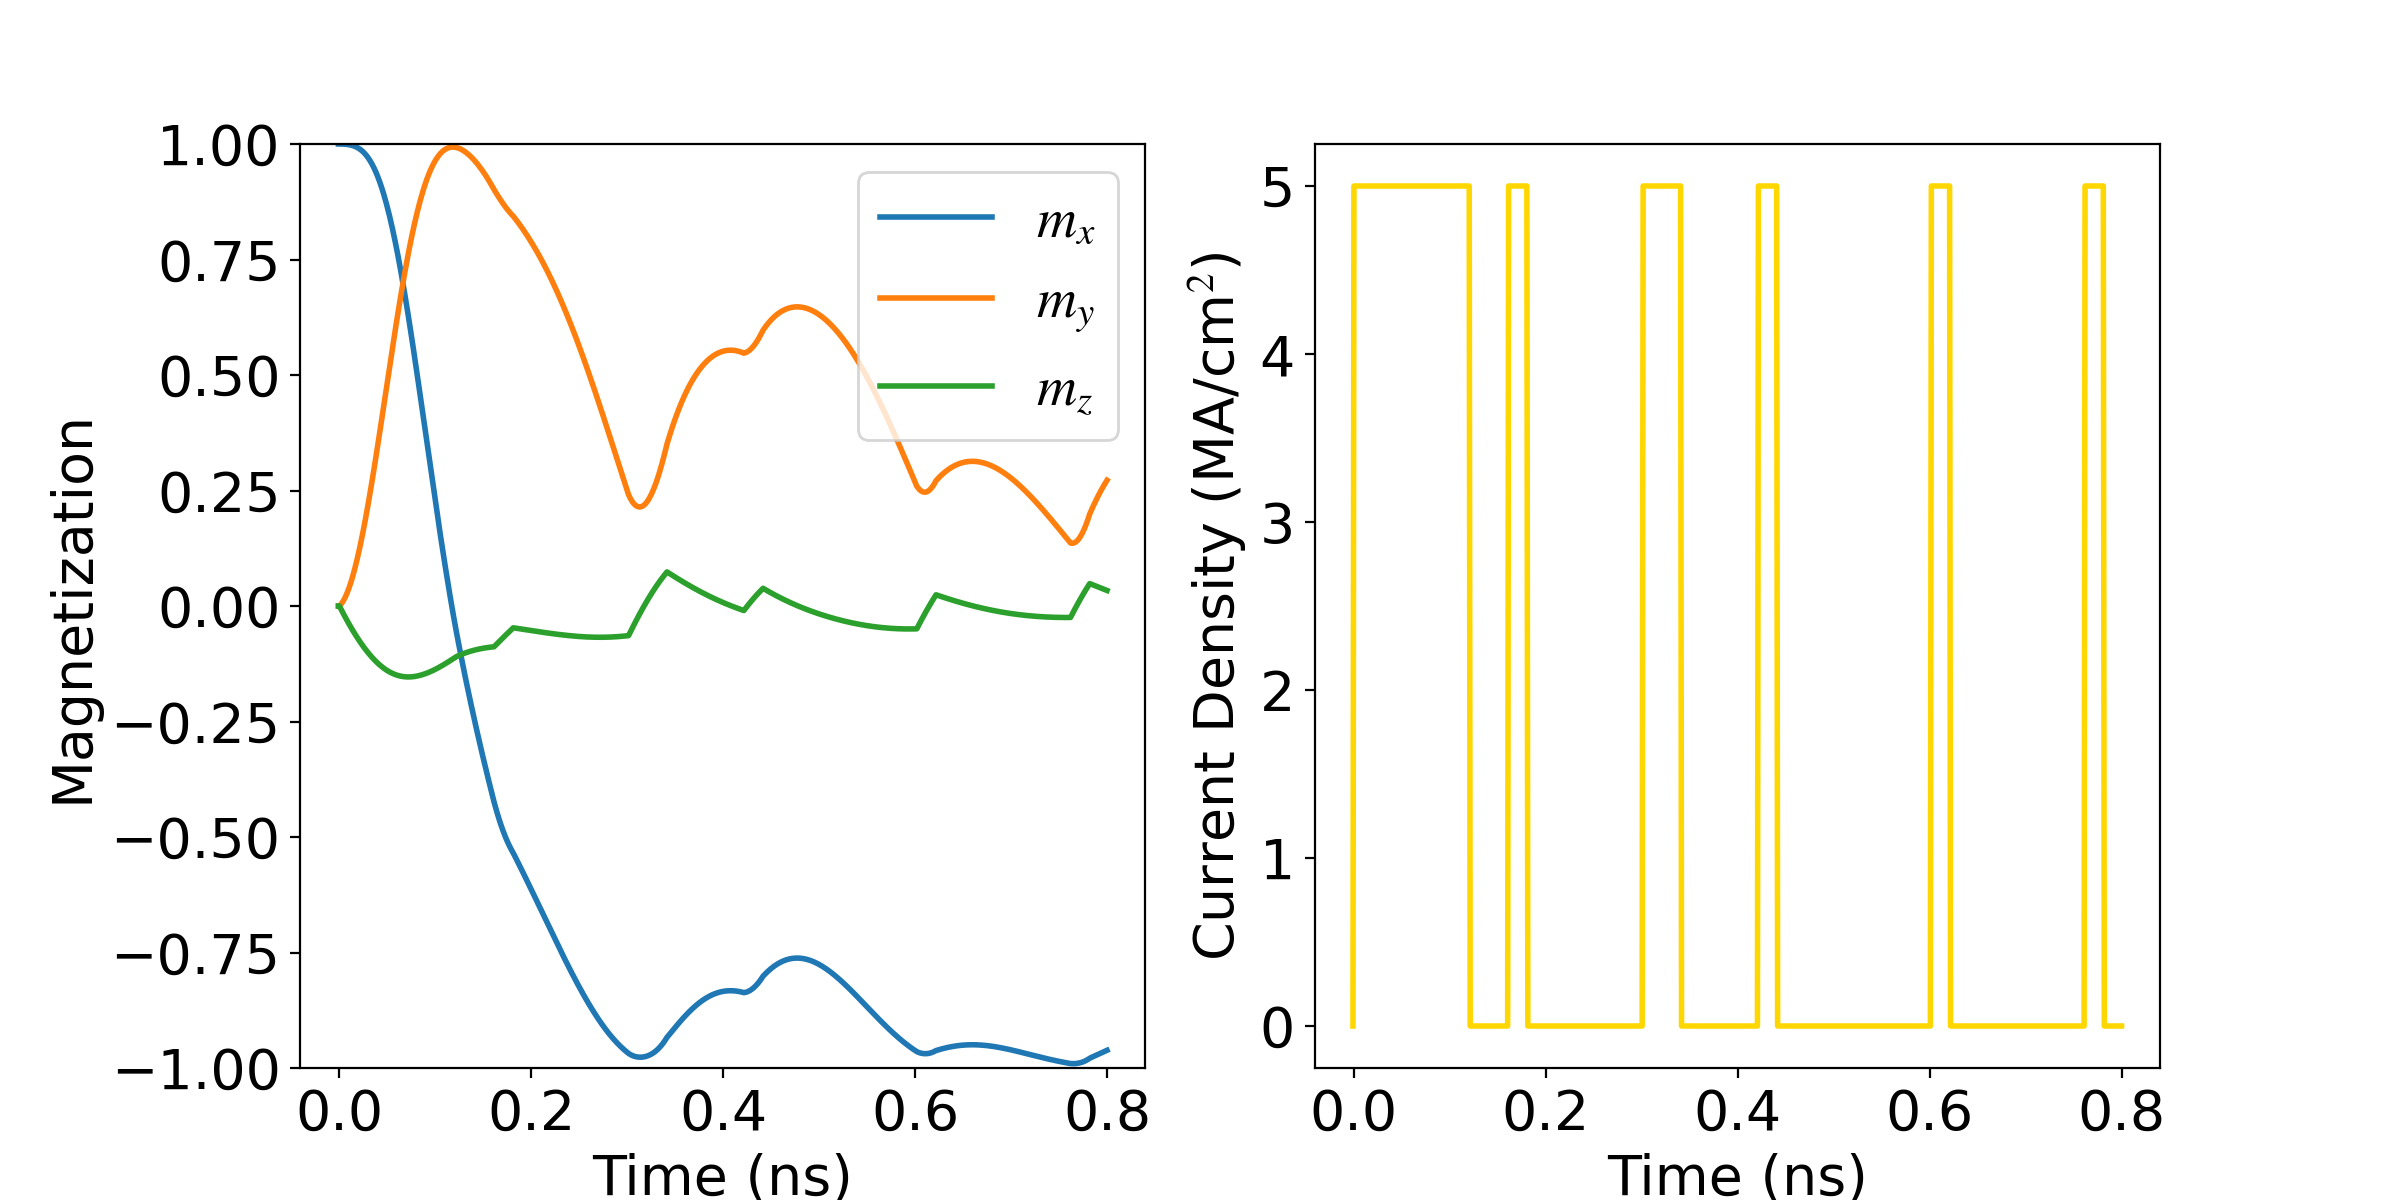 Magnetization
1.00
0.75
0.50
0.25
0.00
−0.25
−0.50
−0.75
−1.00
0.0 0.2 0.4 0.6 0.8
Time (ns)
m_x
m_y
m_z
Current Density (MA/cm²)
5
4
3
2
1
0
0.0 0.2 0.4 0.6 0.8
Time (ns)